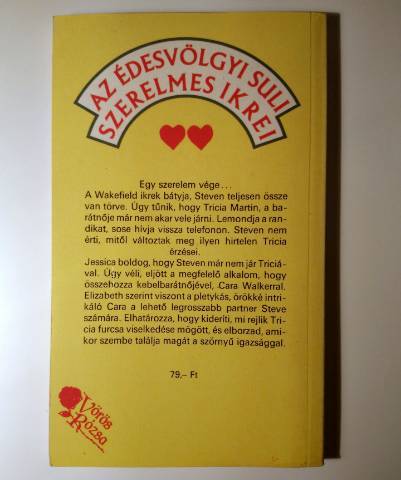 AZ ÉDESVÖLGYI SULI
SZERELMES IKREI
Egy szerelem vége...
A Wakefield ikrek bátyja, Steven teljesen össze
van törve. Úgy tűnik, hogy Tricia Martin, a ba-
rátnője már nem akar vele járni. Lemondja a ran-
dikat, sose hívja vissza telefonon. Steven nem
érti, mitől változtak meg ilyen hirtelen Tricia
érzései.
Jessica boldog, hogy Steven már nem jár Triciá-
val. Úgy véli, eljött a megfelelő alkalom, hogy
összehozza kebelbarátnőjével, Cara Walkerral.
Elizabeth szerint viszont a pletykás, örökké intri-
káló Cara a lehető legrosszabb partner Steve
számára. Elhatározza, hogy kideríti, mi rejlik Tri-
cia furcsa viselkedése mögött, és elborzad, ami-
kor szembe találja magát a szörnyű igazsággal.
79,– Ft
Vörös
Rózsa